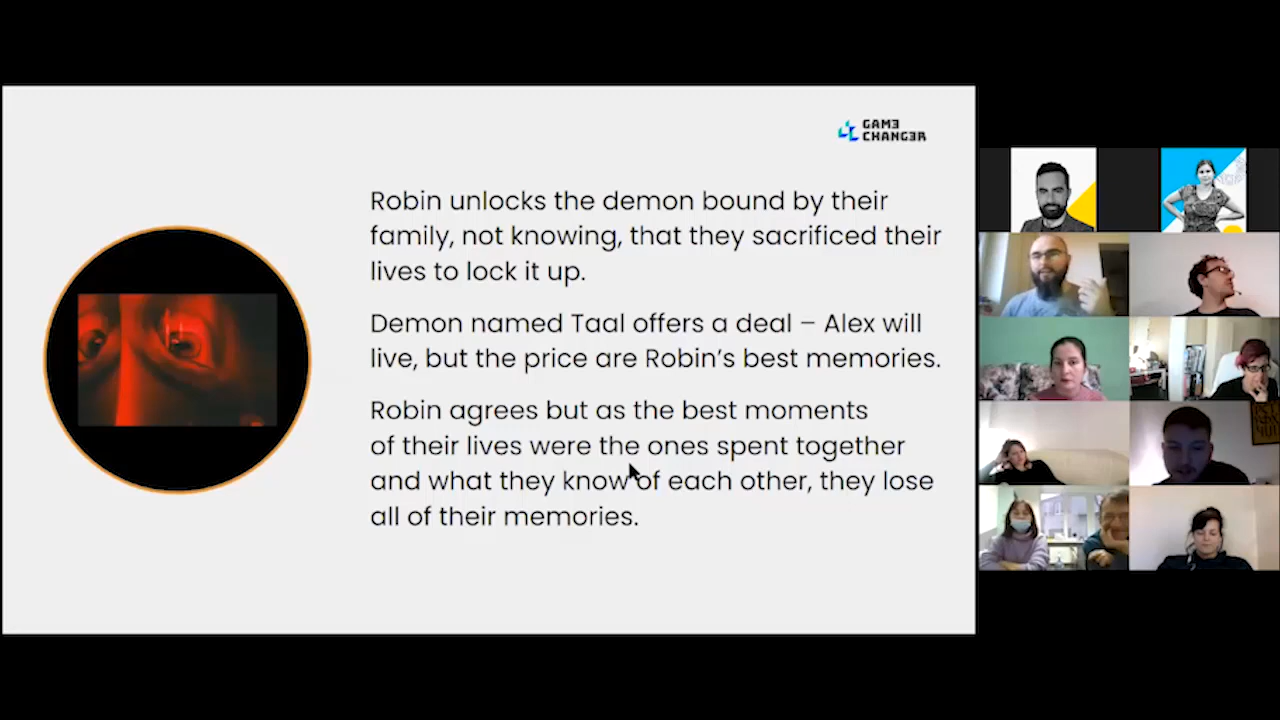 GAMƎ
CHANGƎR
Robin unlocks the demon bound by their
family, not knowing, that they sacrificed their
lives to lock it up.
Demon named Taal offers a deal – Alex will
live, but the price are Robin’s best memories.
Robin agrees but as the best moments
of their lives were the ones spent together
and what they know of each other, they lose
all of their memories.